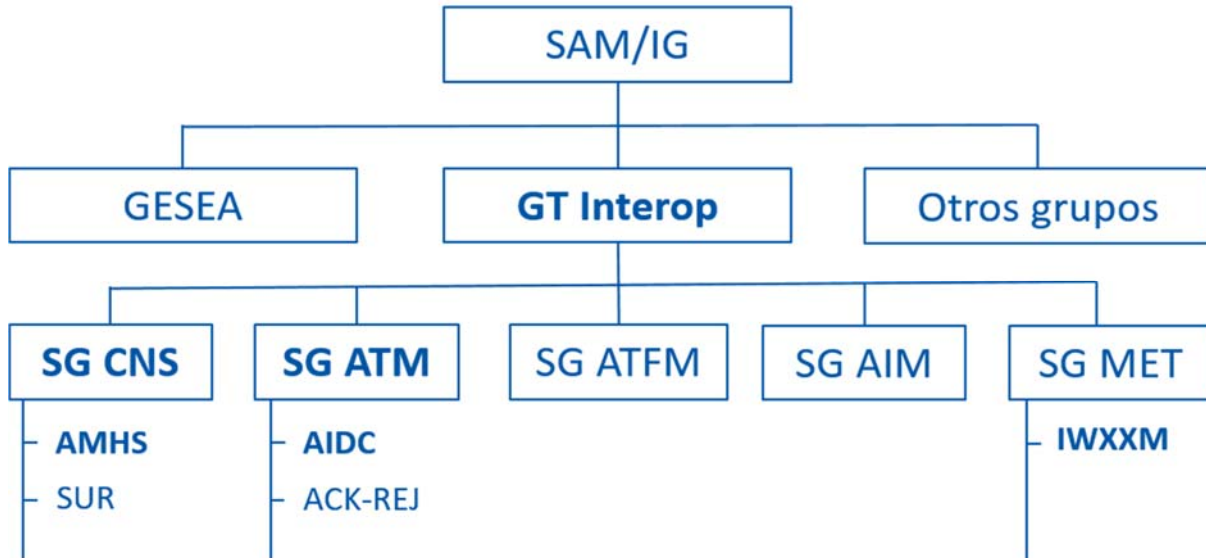 SAM/IG
GESEA
GT Interop
Otros grupos
SG CNS
SG ATM
SG ATFM
SG AIM
SG MET
AMHS
AIDC
IWXXM
SUR
ACK-REJ